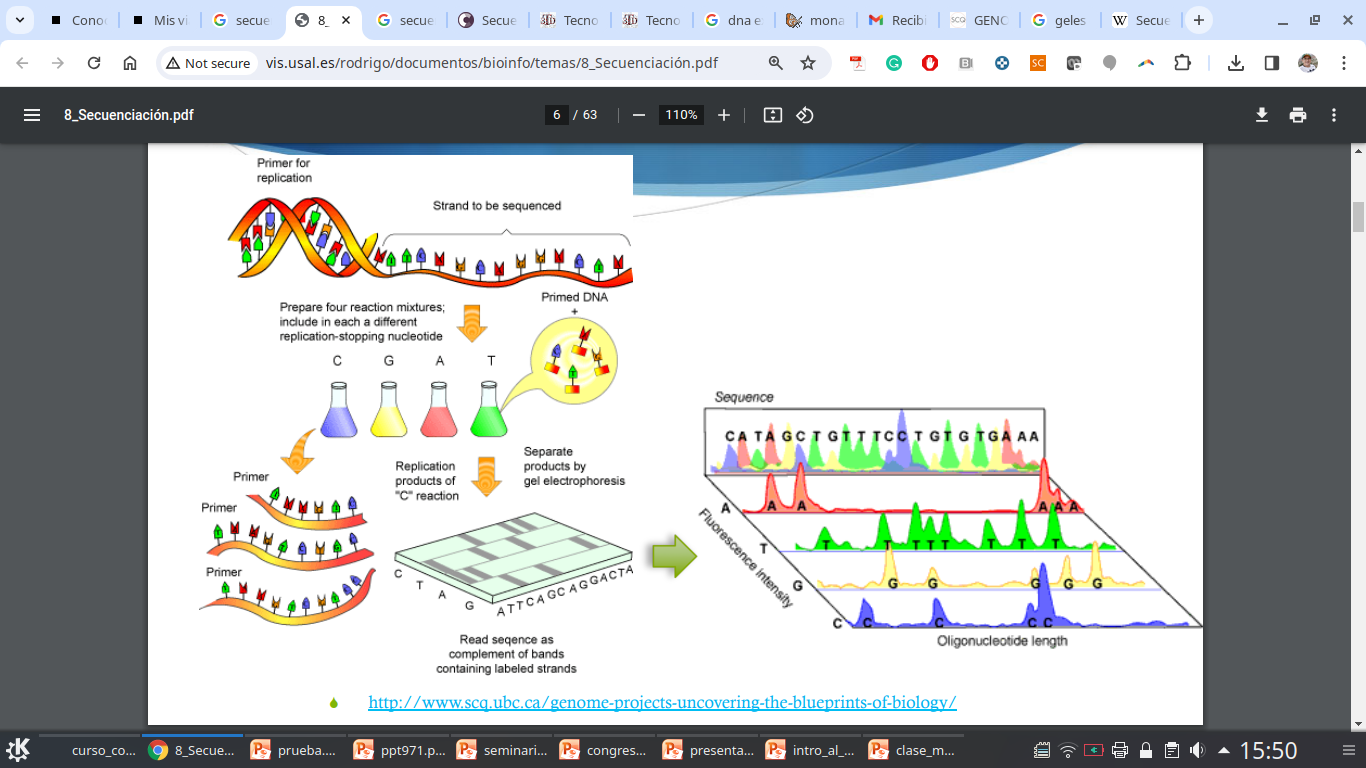 Conoc
Mis vi
secue
8_
secue
Secue
Tecno
Tecno
dna e
mona
Recibi
GENC
geles
Secue
Not secure
vis.usal.es/rodrigo/documentos/bioinfo/temas/8_Secuenciación.pdf
8_Secuenciación.pdf
6 / 63
110%
Primer for
replication
Strand to be sequenced
Prepare four reaction mixtures;
include in each a different
replication-stopping nucleotide
Primed DNA
+
C G A T
Replication
products of
"C" reaction
Separate
products by
gel electrophoresis
Primer
Primer
Primer
C T A G
ATTCAGCAGGACTA
Read seqence as
complement of bands
containing labeled strands
Sequence
CATAGCTGTTTCCTGTGTGAAA
A A A A A A
T T T T T T T T
G G G G G G
C C C C C
Fluorescence intensity
Oligonucleotide length
http://www.scq.ubc.ca/genome-projects-uncovering-the-blueprints-of-biology/
curso_co...
8_Secue...
prueba....
ppt971.p...
seminari...
congres...
presenta...
intro_al_...
clase_m...
15:50